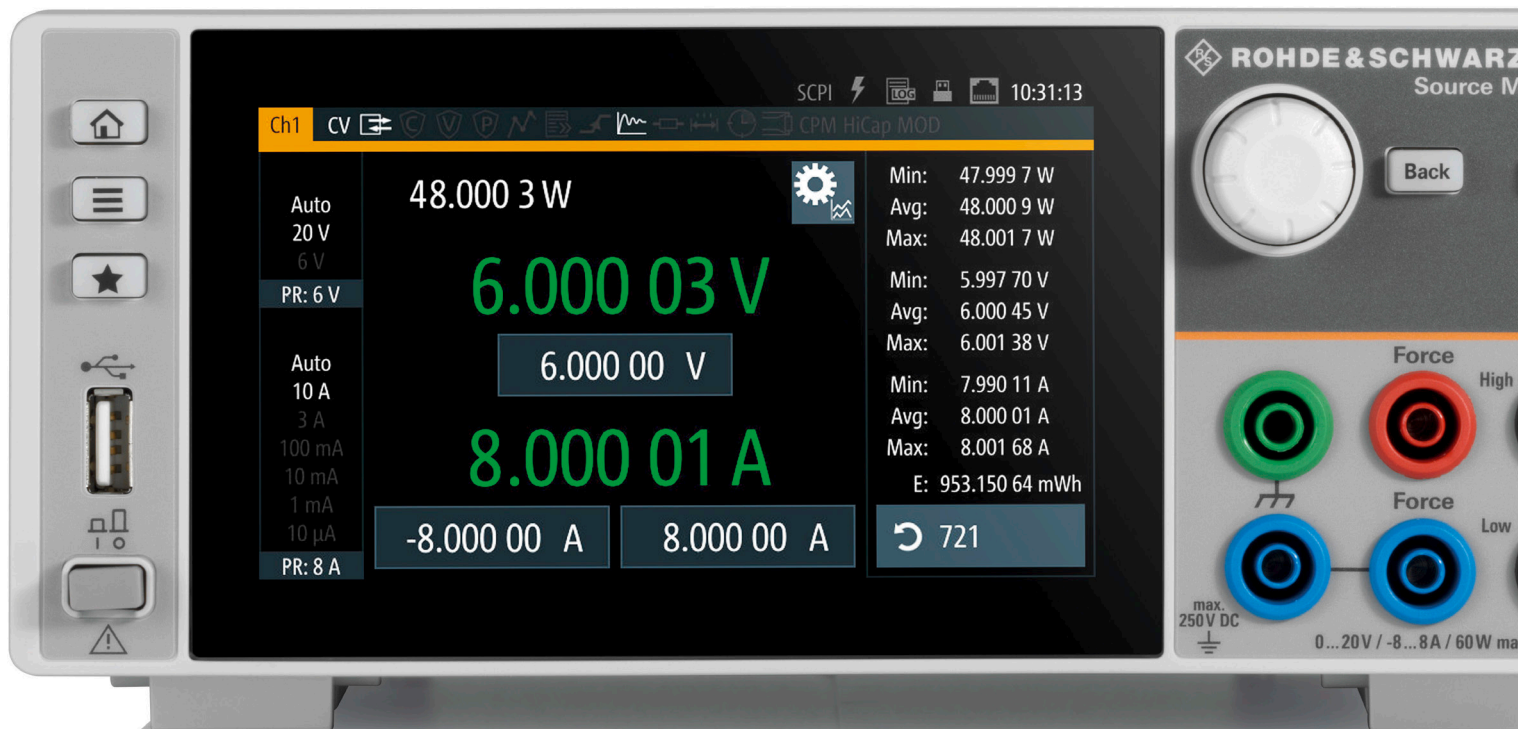 ROHDE&SCHWARZ
Source M
SCPI LOG 10:31:13
Ch1 CV C V P CPM HiCap MOD
Auto
20 V
6 V
PR: 6 V
Auto
10 A
3 A
100 mA
10 mA
1 mA
10 µA
PR: 8 A
48.000 3 W
6.000 03 V
6.000 00 V
8.000 01 A
-8.000 00 A
8.000 00 A
Min: 47.999 7 W
Avg: 48.000 9 W
Max: 48.001 7 W
Min: 5.997 70 V
Avg: 6.000 45 V
Max: 6.001 38 V
Min: 7.990 11 A
Avg: 8.000 01 A
Max: 8.001 68 A
E: 953.150 64 mWh
721
Back
Force
High
Force
Low
max.
250 V DC
0...20 V / -8...8 A / 60 W ma